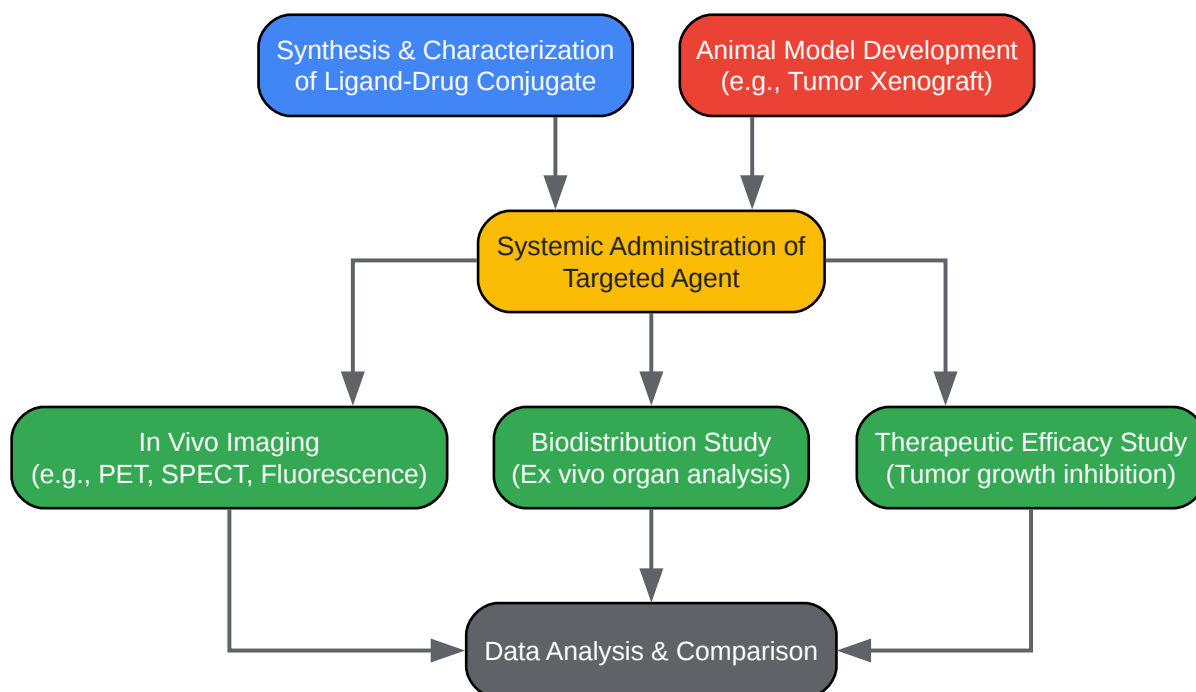 Synthesis & Characterization
of Ligand-Drug Conjugate
Animal Model Development
(e.g., Tumor Xenograft)
Systemic Administration of
Targeted Agent
In Vivo Imaging
(e.g., PET, SPECT, Fluorescence)
Biodistribution Study
(Ex vivo organ analysis)
Therapeutic Efficacy Study
(Tumor growth inhibition)
Data Analysis & Comparison